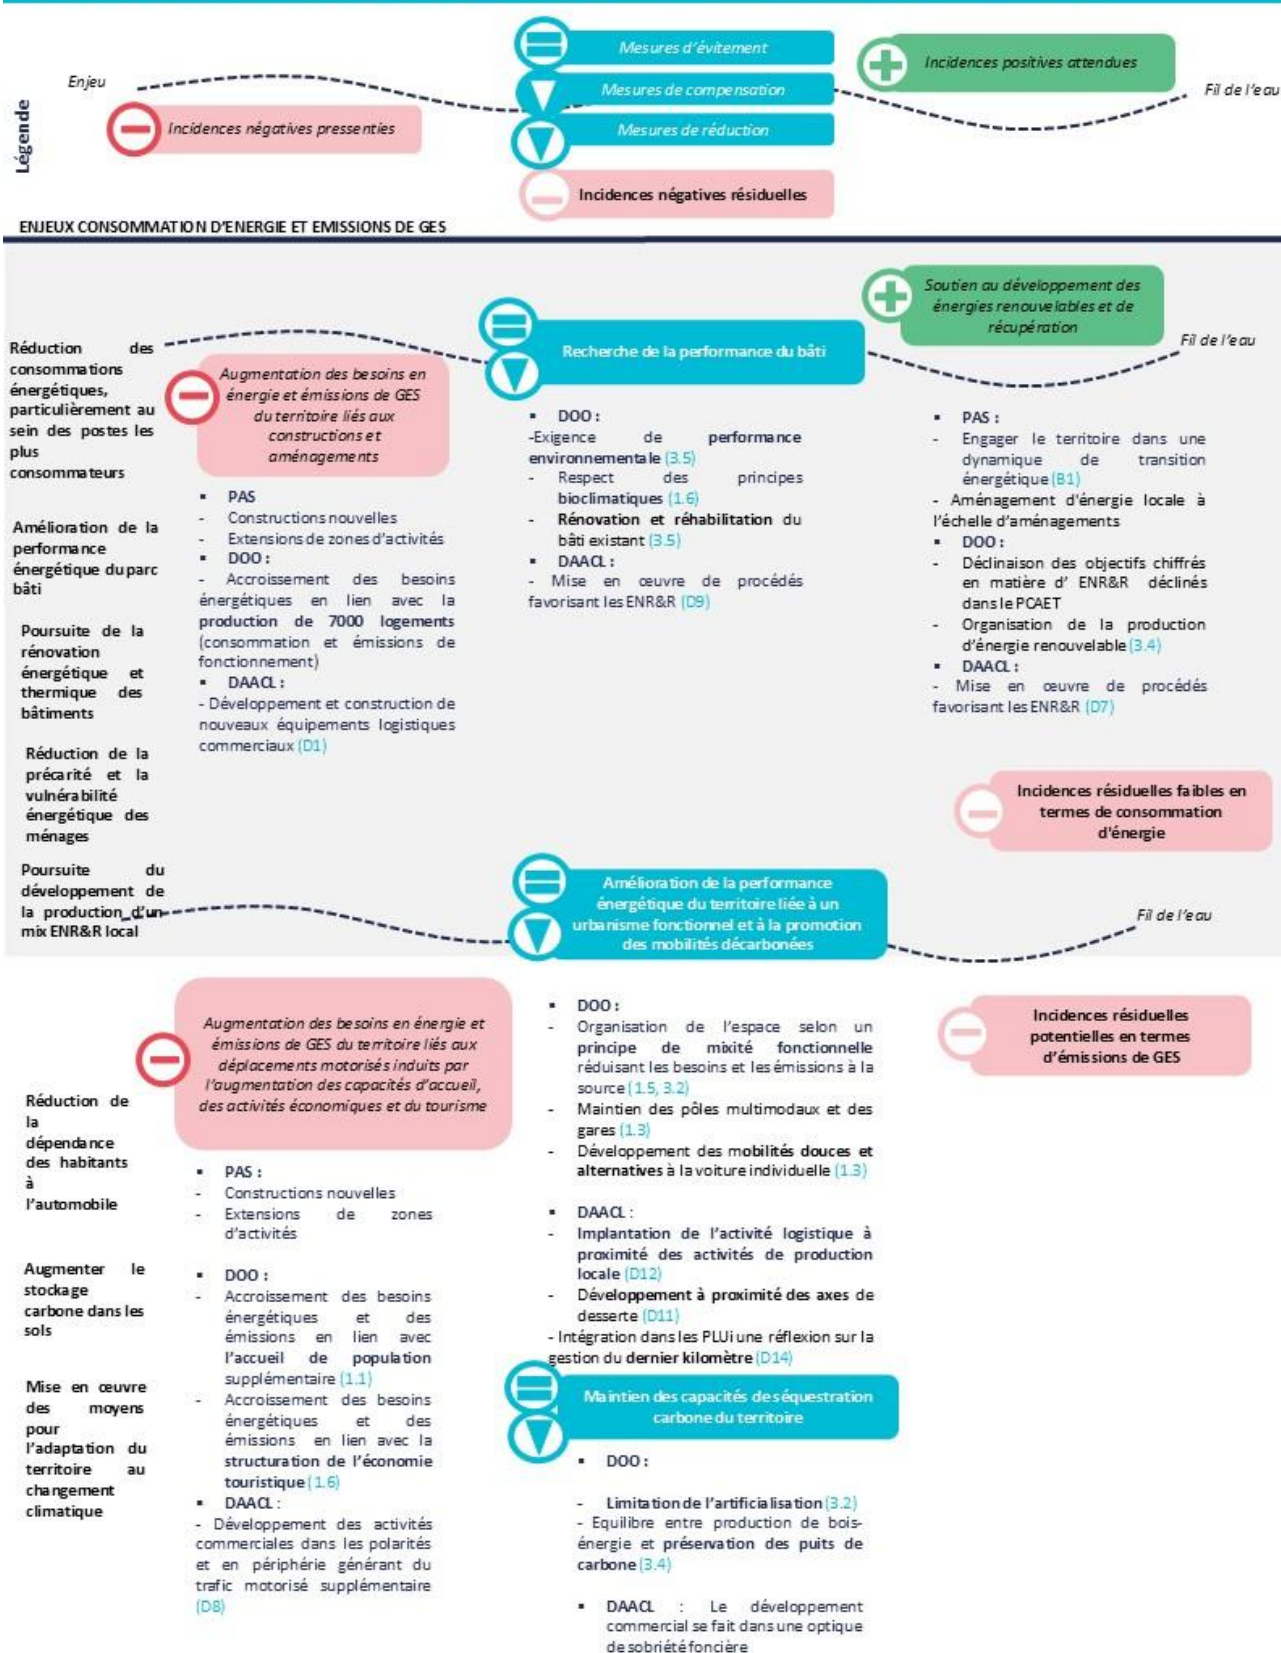 Légende
Enjeu
Incidences négatives pressenties
Mesures d'évitement
Mesures de compensation
Mesures de réduction
Incidences négatives résiduelles
Incidences positives attendues
Fil de l'eau
ENJEUX CONSOMMATION D'ENERGIE ET EMISSIONS DE GES
Réduction des
consommations
énergétiques,
particulièrement au
sein des postes les
plus
consommateurs
Amélioration de la
performance
énergétique du parc
bâti
Poursuite de la
rénovation
énergétique et
thermique des
bâtiments
Réduction de la
précarité et la
vulnérabilité
énergétique des
ménages
Poursuite du
développement de
la production d'un
mix ENR&R local
Augmentation des besoins en
énergie et émissions de GES
du territoire liés aux
constructions et
aménagements
▪ PAS
- Constructions nouvelles
- Extensions de zones d'activités
▪ DOO :
- Accroissement des besoins
énergétiques en lien avec la
production de 7000 logements
(consommation et émissions de
fonctionnement)
▪ DAACL :
- Développement et construction de
nouveaux équipements logistiques
commerciaux (D1)
Recherche de la performance du bâti
▪ DOO :
-Exigence de performance
environnementale (3.5)
- Respect des principes
bioclimatiques (1.6)
- Rénovation et réhabilitation du
bâti existant (3.5)
▪ DAACL :
- Mise en œuvre de procédés
favorisant les ENR&R (D9)
Soutien au développement des
énergies renouvelables et de
récupération
Fil de l'eau
▪ PAS :
- Engager le territoire dans une
dynamique de transition
énergétique (B1)
- Aménagement d'énergie locale à
l'échelle d'aménagements
▪ DOO :
- Déclinaison des objectifs chiffrés
en matière d' ENR&R déclinés
dans le PCAET
- Organisation de la production
d'énergie renouvelable (3.4)
▪ DAACL :
- Mise en œuvre de procédés
favorisant les ENR&R (D7)
Incidences résiduelles faibles en
termes de consommation
d'énergie
Amélioration de la performance
énergétique du territoire liée à un
urbanisme fonctionnel et à la promotion
des mobilités décarbonées
Fil de l'eau
Réduction de
la
dépendance
des habitants
à
l'automobile
Augmenter le
stockage
carbone dans les
sols
Mise en œuvre
des moyens
pour
l'adaptation du
territoire au
changement
climatique
Augmentation des besoins en énergie et
émissions de GES du territoire liés aux
déplacements motorisés induits par
l'augmentation des capacités d'accueil,
des activités économiques et du tourisme
▪ PAS :
- Constructions nouvelles
- Extensions de zones
d'activités
▪ DOO :
- Accroissement des besoins
énergétiques et des
émissions en lien avec
l'accueil de population
supplémentaire (1.1)
- Accroissement des besoins
énergétiques et des
émissions en lien avec la
structuration de l'économie
touristique (1.6)
▪ DAACL :
- Développement des activités
commerciales dans les polarités
et en périphérie générant du
trafic motorisé supplémentaire
(D8)
▪ DOO :
- Organisation de l'espace selon un
principe de mixité fonctionnelle
réduisant les besoins et les émissions à la
source (1.5, 3.2)
- Maintien des pôles multimodaux et des
gares (1.3)
- Développement des mobilités douces et
alternatives à la voiture individuelle (1.3)
▪ DAACL :
- Implantation de l'activité logistique à
proximité des activités de production
locale (D12)
- Développement à proximité des axes de
desserte (D11)
- Intégration dans les PLUi une réflexion sur la
gestion du dernier kilomètre (D14)
Maintien des capacités de séquestration
carbone du territoire
▪ DOO :
- Limitation de l'artificialisation (3.2)
- Equilibre entre production de bois-
énergie et préservation des puits de
carbone (3.4)
▪ DAACL : Le développement
commercial se fait dans une optique
de sobriété foncière
Incidences résiduelles
potentielles en termes
d'émissions de GES